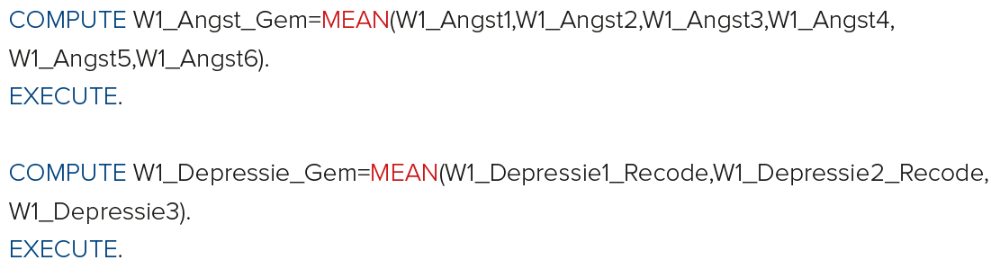 COMPUTE W1_Angst_Gem=MEAN(W1_Angst1,W1_Angst2,W1_Angst3,W1_Angst4,
W1_Angst5,W1_Angst6).
EXECUTE.
COMPUTE W1_Depressie_Gem=MEAN(W1_Depressie1_Recode,W1_Depressie2_Recode,
W1_Depressie3).
EXECUTE.